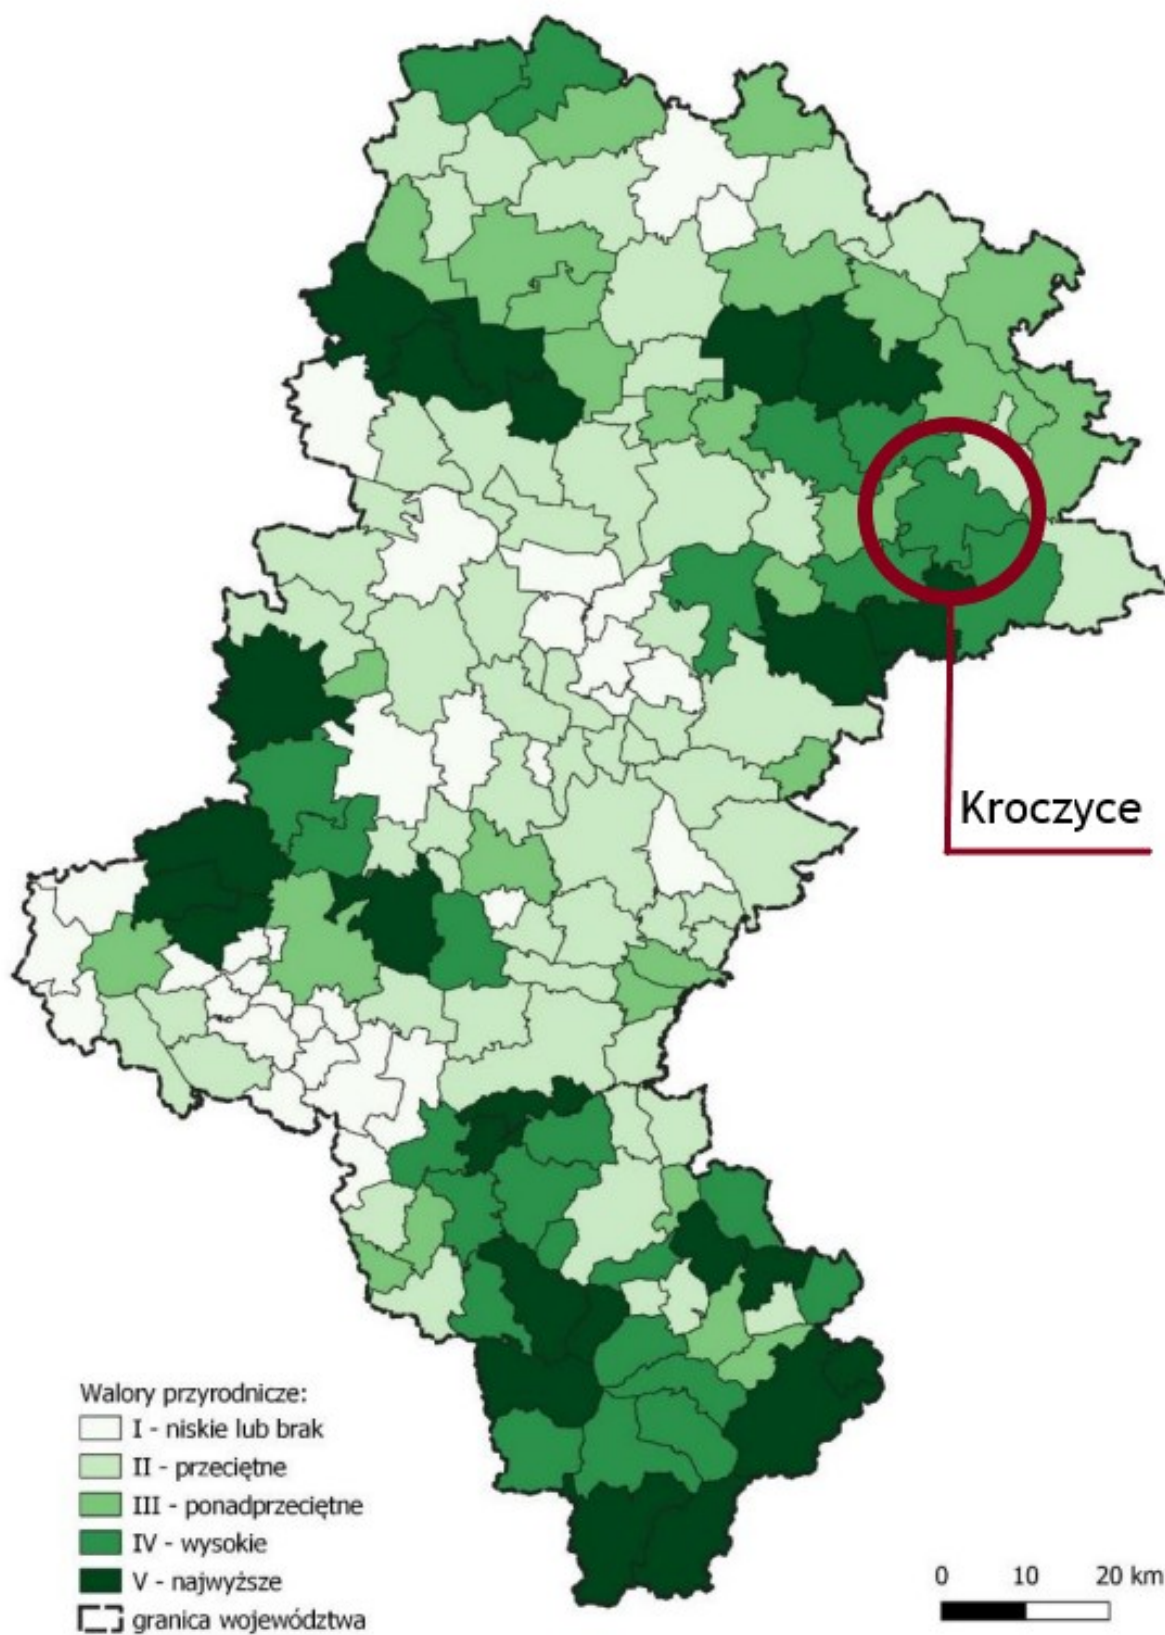 Kroczyce
Walory przyrodnicze:
I - niskie lub brak
II - przeciętne
III - ponadprzeciętne
IV - wysokie
V - najwyższe
granica województwa
0 10 20 km